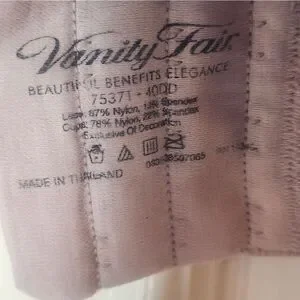 Vanity Fair
BEAUTIFUL BENEFITS ELEGANCE
75371 - 40DD
87% Nylon, 13% Spandex
Cups: 78% Nylon, 22% Spandex
Exclusive Of Decoration
MADE IN THAILAND